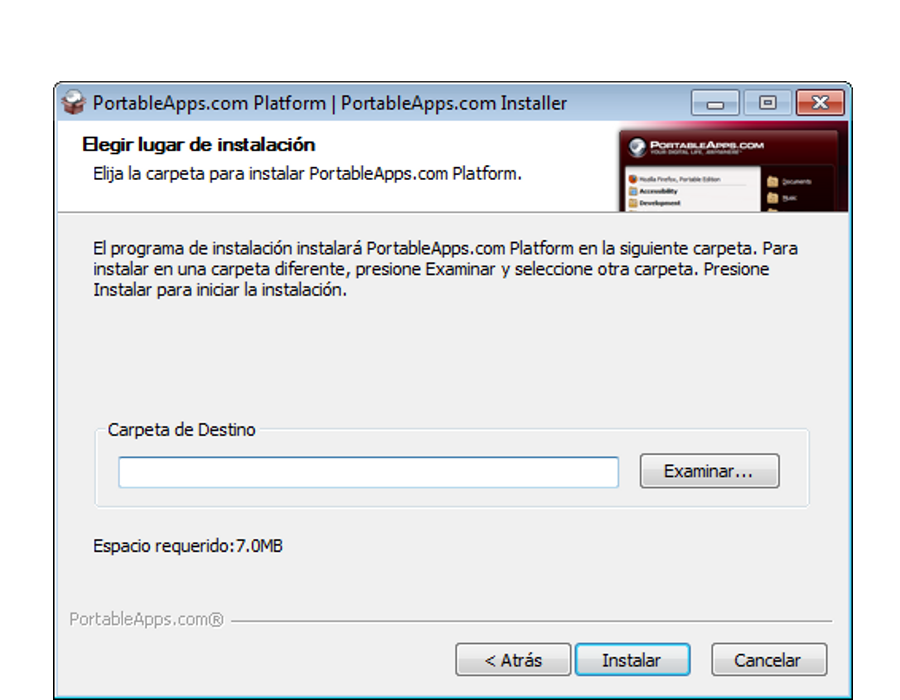 PortableApps.com Platform | PortableApps.com Installer
Elegir lugar de instalación
Elija la carpeta para instalar PortableApps.com Platform.
PORTABLEAPPS.COM
YOUR DIGITAL LIFE, ANYWHERE™
Mozilla Firefox, Portable Edition
Accessibility
Development
Documents
Music
El programa de instalación instalará PortableApps.com Platform en la siguiente carpeta. Para
instalar en una carpeta diferente, presione Examinar y seleccione otra carpeta. Presione
Instalar para iniciar la instalación.
Carpeta de Destino
Examinar...
Espacio requerido:7.0MB
PortableApps.com®
< Atrás
Instalar
Cancelar